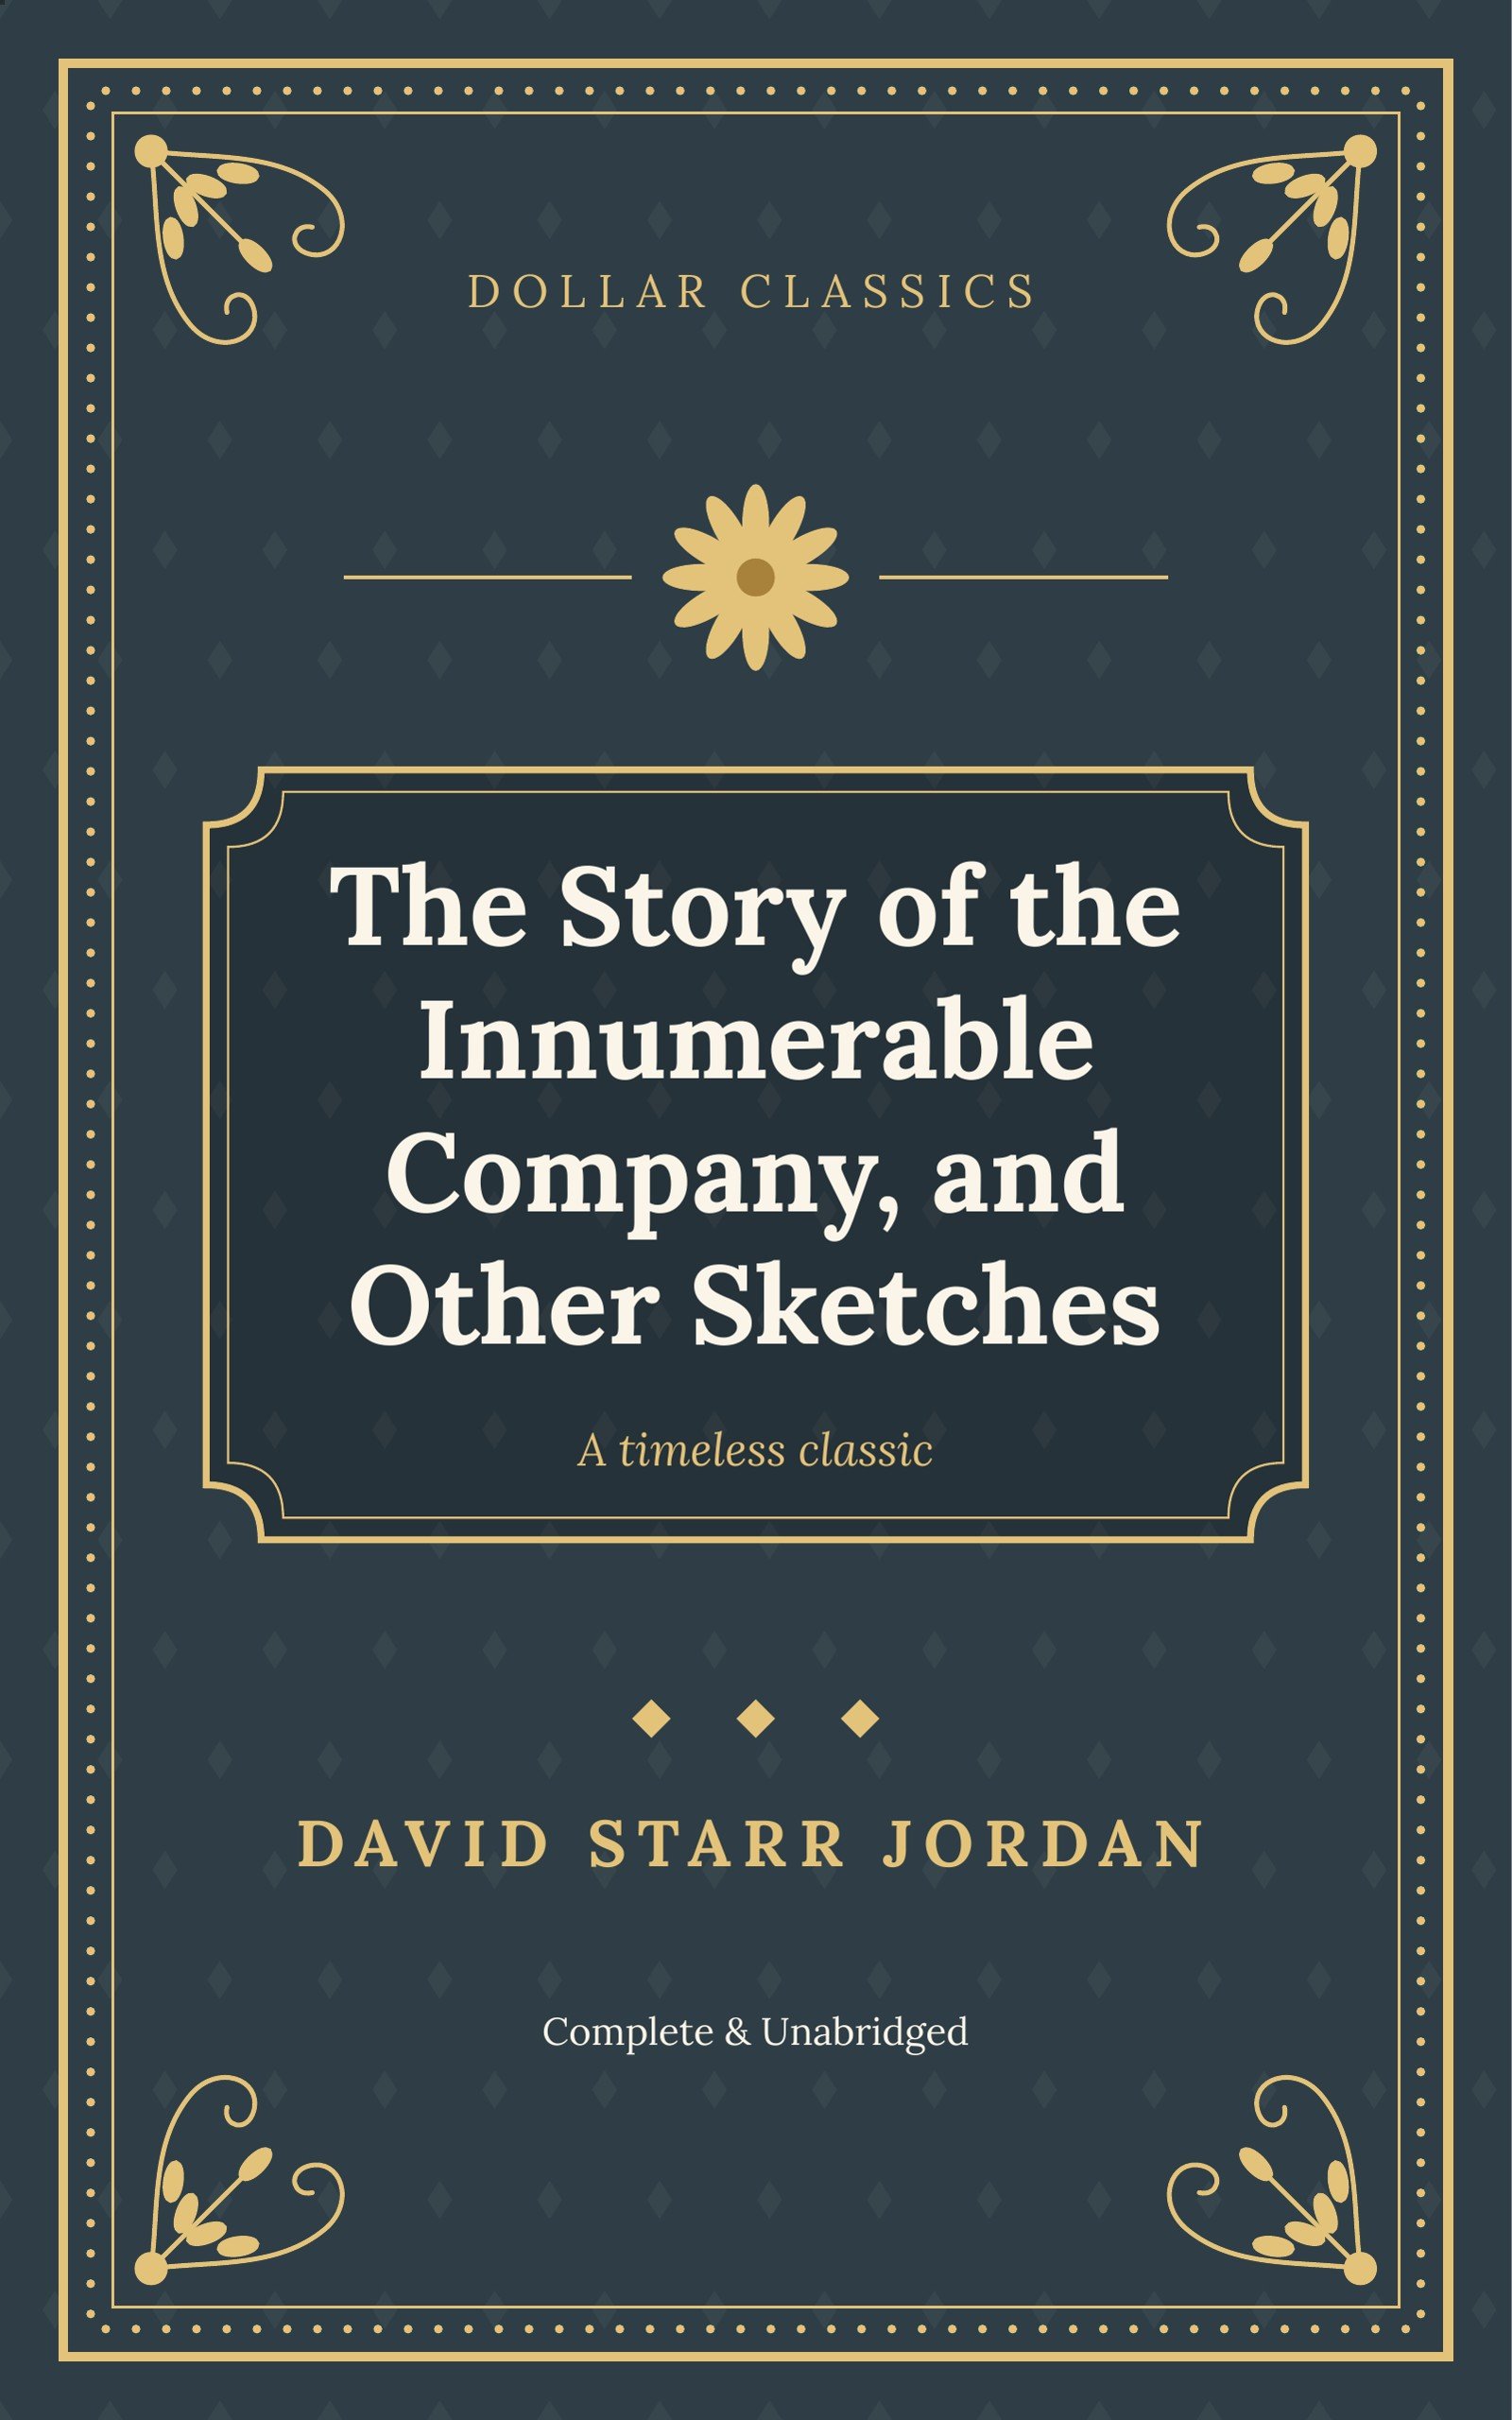 DOLLAR CLASSICS
The Story of the
Innumerable
Company, and
Other Sketches
A timeless classic
DAVID STARR JORDAN
Complete & Unabridged